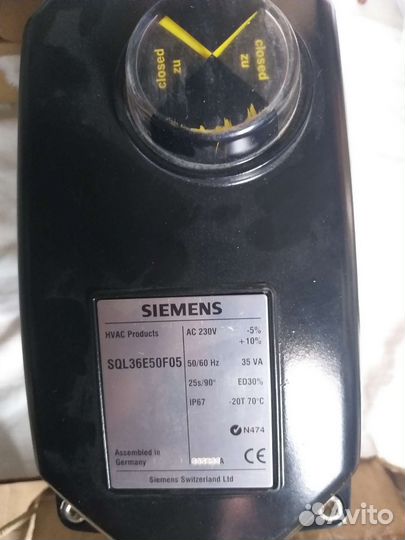 closed
zu
closed
zu
SIEMENS
HVAC Products
AC 230V -5%
+10%
SQL36E50F05
50/60 Hz 35 VA
25s/90° ED30%
IP67 -20T 70°C
N474
Assembled in
Germany
A CE
Siemens Switzerland Ltd
Avito